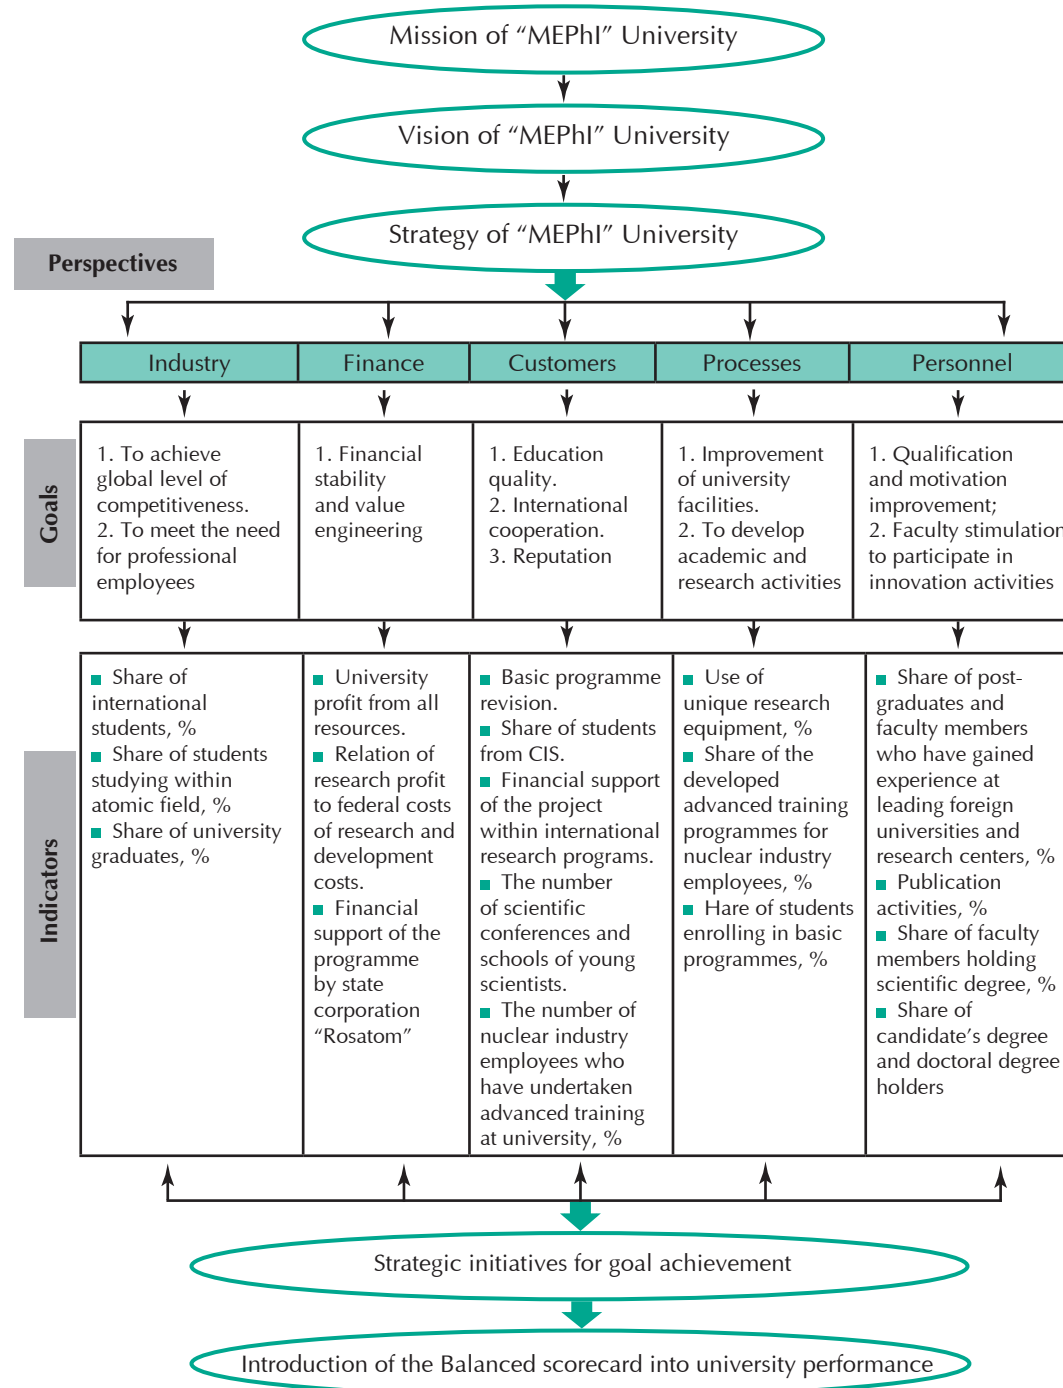 Mission of “MEPhI” University
Vision of “MEPhI” University
Strategy of “MEPhI” University
Perspectives
Industry
Finance
Customers
Processes
Personnel
Goals
1. To achieve
global level of
competitiveness.
2. To meet the need
for professional
employees
1. Financial
stability
and value
engineering
1. Education
quality.
2. International
cooperation.
3. Reputation
1. Improvement
of university
facilities.
2. To develop
academic and
research activities
1. Qualification
and motivation
improvement;
2. Faculty stimulation
to participate in
innovation activities
Indicators
■ Share of
international
students, %
■ Share of students
studying within
atomic field, %
■ Share of university
graduates, %
■ University
profit from all
resources.
■ Relation of
research profit
to federal costs
of research and
development
costs.
■ Financial
support of the
programme
by state
corporation
“Rosatom”
■ Basic programme
revision.
■ Share of students
from CIS.
■ Financial support
of the project
within international
research programs.
■ The number
of scientific
conferences and
schools of young
scientists.
■ The number of
nuclear industry
employees who
have undertaken
advanced training
at university, %
■ Use of
unique research
equipment, %
■ Share of the
developed
advanced training
programmes for
nuclear industry
employees, %
■ Hare of students
enrolling in basic
programmes, %
■ Share of post-
graduates and
faculty members
who have gained
experience at
leading foreign
universities and
research centers, %
■ Publication
activities, %
■ Share of faculty
members holding
scientific degree, %
■ Share of
candidate’s degree
and doctoral degree
holders
Strategic initiatives for goal achievement
Introduction of the Balanced scorecard into university performance